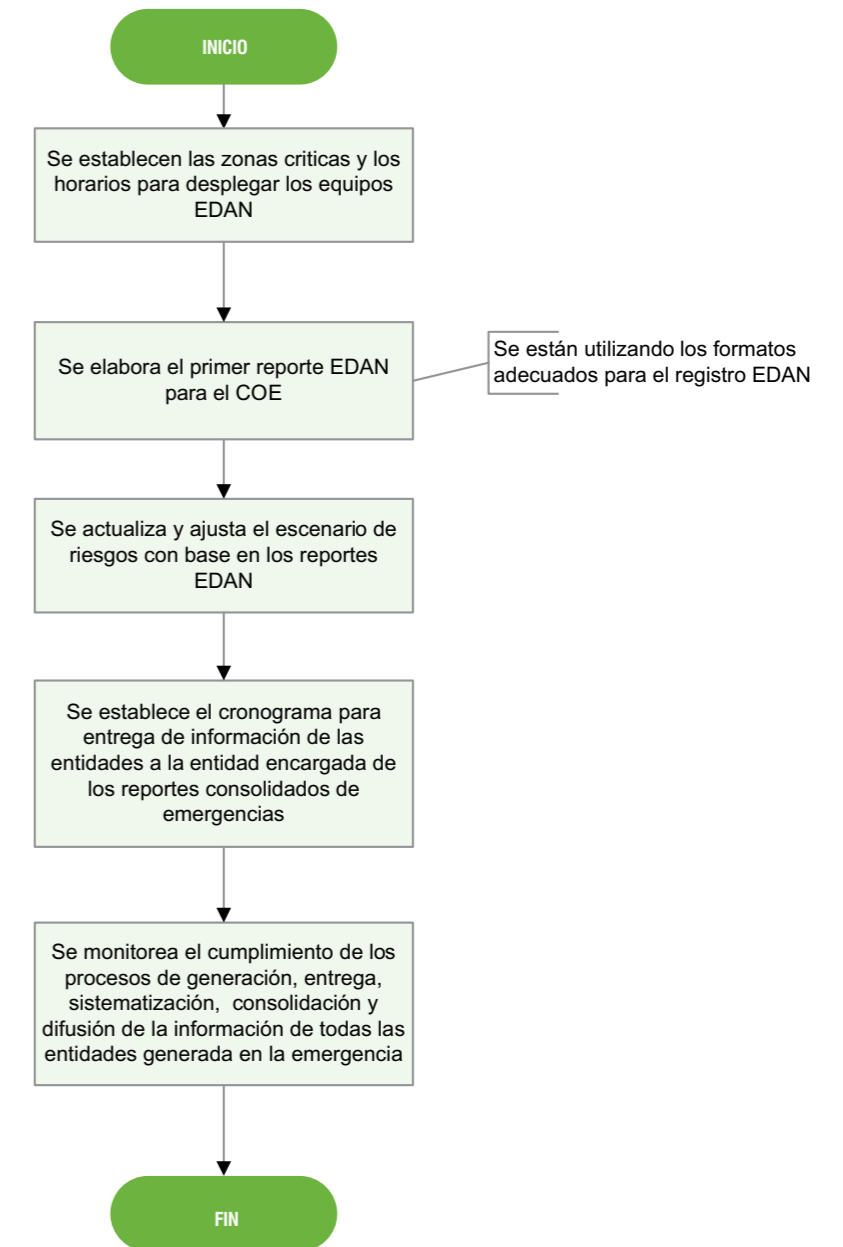 INICIO
Se establecen las zonas criticas y los
horarios para desplegar los equipos
EDAN
Se elabora el primer reporte EDAN
para el COE
Se están utilizando los formatos
adecuados para el registro EDAN
Se actualiza y ajusta el escenario de
riesgos con base en los reportes
EDAN
Se establece el cronograma para
entrega de información de las
entidades a la entidad encargada de
los reportes consolidados de
emergencias
Se monitorea el cumplimiento de los
procesos de generación, entrega,
sistematización, consolidación y
difusión de la información de todas las
entidades generada en la emergencia
FIN